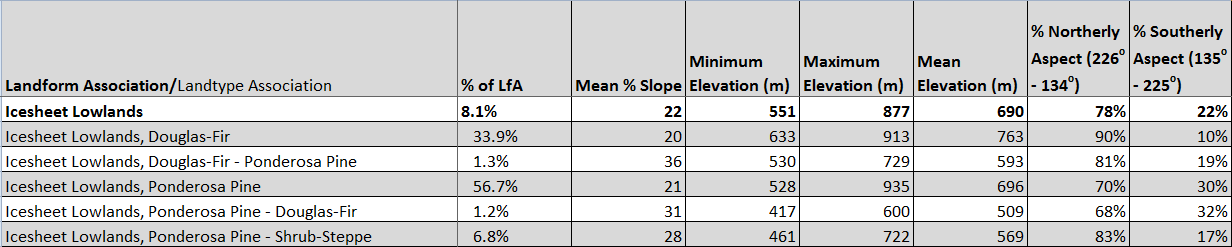 Landform Association/Landtype Association % of LfA Mean % Slope Minimum Elevation (m) Maximum Elevation (m) Mean Elevation (m) % Northerly Aspect (226° - 134°) % Southerly Aspect (135° - 225°)
Icesheet Lowlands 8.1% 22 551 877 690 78% 22%
Icesheet Lowlands, Douglas-Fir 33.9% 20 633 913 763 90% 10%
Icesheet Lowlands, Douglas-Fir - Ponderosa Pine 1.3% 36 530 729 593 81% 19%
Icesheet Lowlands, Ponderosa Pine 56.7% 21 528 935 696 70% 30%
Icesheet Lowlands, Ponderosa Pine - Douglas-Fir 1.2% 31 417 600 509 68% 32%
Icesheet Lowlands, Ponderosa Pine - Shrub-Steppe 6.8% 28 461 722 569 83% 17%